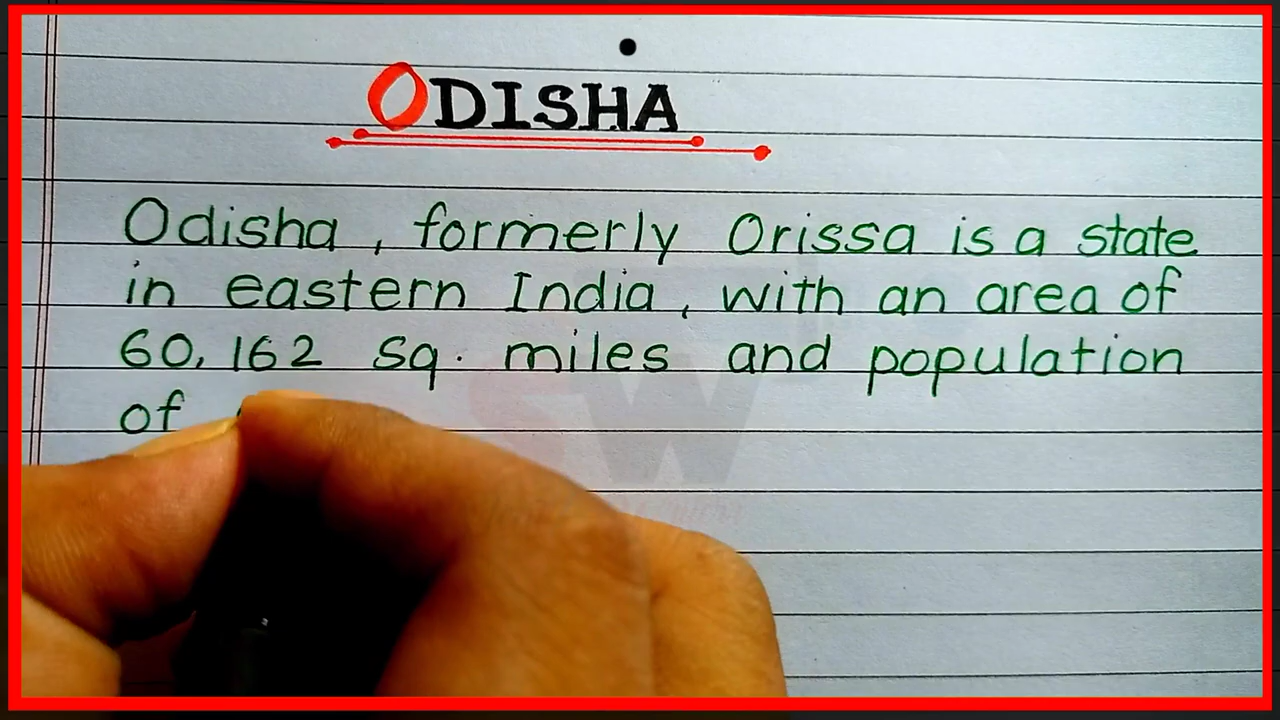 ODISHA
Odisha, formerly Orissa is a state
in eastern India, with an area of
60,162 sq. miles and population
of
SW